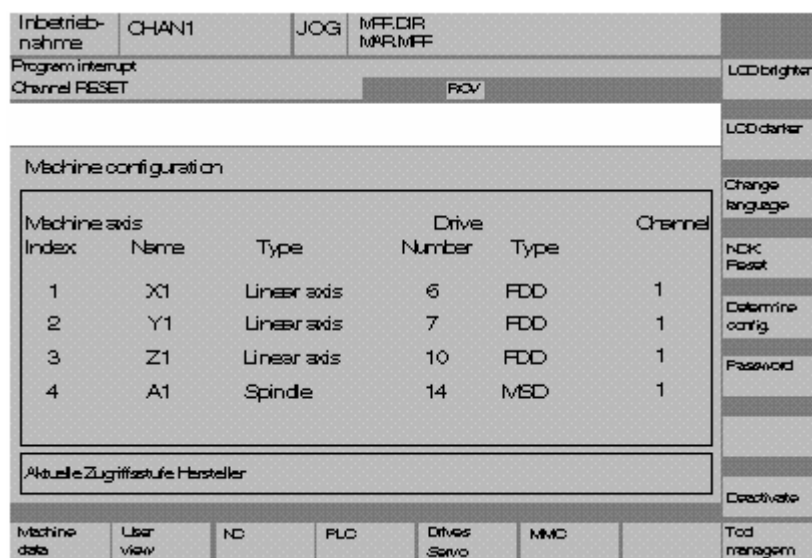 Inbetrieb-
nahme
CHAN1
JOG
MFF.DIR
MAR.MFF
Program interrupt
Channel RESET
ROV
LCD brighter
LCD darker
Change
language
NCK
Reset
Determine
config.
Password
Deactivate
Machine configuration
Machine axis Drive Channel
Index Name Type Number Type
1 X1 Linear axis 6 FDD 1
2 Y1 Linear axis 7 FDD 1
3 Z1 Linear axis 10 FDD 1
4 A1 Spindle 14 MSD 1
Aktuelle Zugriffsstufe Hersteller
Machine
data
User
view
NC
PLC
Drives
Servo
MMC
Tool
managem